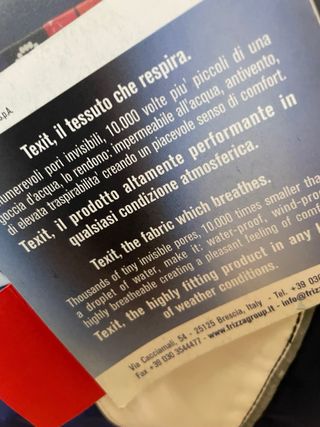 S.p.A.
Texit, il tessuto che respira.
numerevoli pori invisibili, 10.000 volte piu' piccoli di una
goccia d'acqua, lo rendono: impermeabile all'acqua, antivento,
di elevata traspirabilita' creando un piacevole senso di comfort.
Texit, il prodotto altamente performante in
qualsiasi condizione atmosferica.
Texit, the fabric which breathes.
Thousands of tiny invisible pores, 10.000 times smaller tha
a droplet of water, make it: water-proof, wind-pro
highly breatheable creating a pleasant feeling of comf
Texit, the highly fitting product in any k
of weather conditions.
Via Cacciamali, 54 - 25125 Brescia, Italy - Tel. +39 030
Fax +39 030 3544477 - www.frizzagroup.it - info@friz